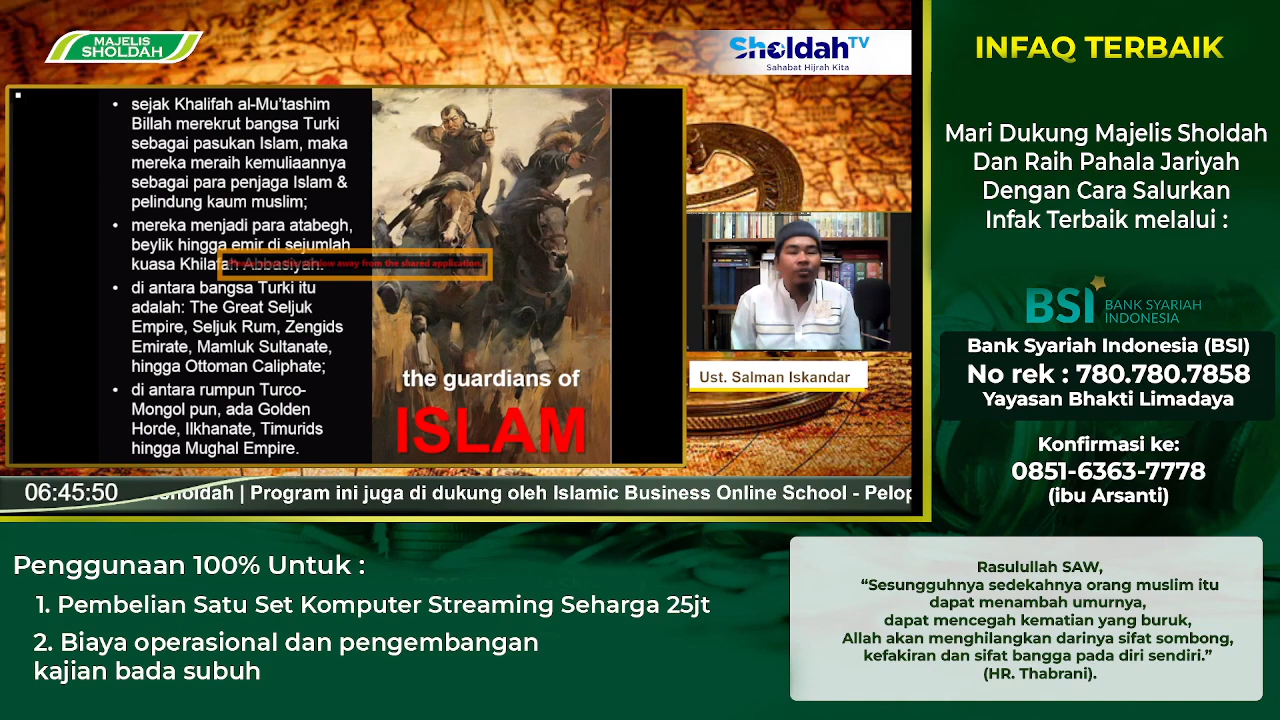 MAJELIS
SHOLDAH
SholdahTV
Sahabat Hijrah Kita
• sejak Khalifah al-Mu'tashim
Billah merekrut bangsa Turki
sebagai pasukan Islam, maka
mereka meraih kemuliaannya
sebagai para penjaga Islam &
pelindung kaum muslim;
• mereka menjadi para atabegh,
beylik hingga emir di sejumlah
kuasa Khilafah Abbasiyah.
window away from the shared application.
• di antara bangsa Turki itu
adalah: The Great Seljuk
Empire, Seljuk Rum, Zengids
Emirate, Mamluk Sultanate,
hingga Ottoman Caliphate;
• di antara rumpun Turco-
Mongol pun, ada Golden
Horde, Ilkhanate, Timurids
hingga Mughal Empire.
the guardians of
ISLAM
Ust. Salman Iskandar
06:45:50
sholdah | Program ini juga di dukung oleh Islamic Business Online School - Pelop
INFAQ TERBAIK
Mari Dukung Majelis Sholdah
Dan Raih Pahala Jariyah
Dengan Cara Salurkan
Infak Terbaik melalui :
BSI BANK SYARIAH
INDONESIA
Bank Syariah Indonesia (BSI)
No rek : 780.780.7858
Yayasan Bhakti Limadaya
Konfirmasi ke:
0851-6363-7778
(ibu Arsanti)
Penggunaan 100% Untuk :
1. Pembelian Satu Set Komputer Streaming Seharga 25jt
2. Biaya operasional dan pengembangan
kajian bada subuh
Rasulullah SAW,
“Sesungguhnya sedekahnya orang muslim itu
dapat menambah umurnya,
dapat mencegah kematian yang buruk,
Allah akan menghilangkan darinya sifat sombong,
kefakiran dan sifat bangga pada diri sendiri.”
(HR. Thabrani).